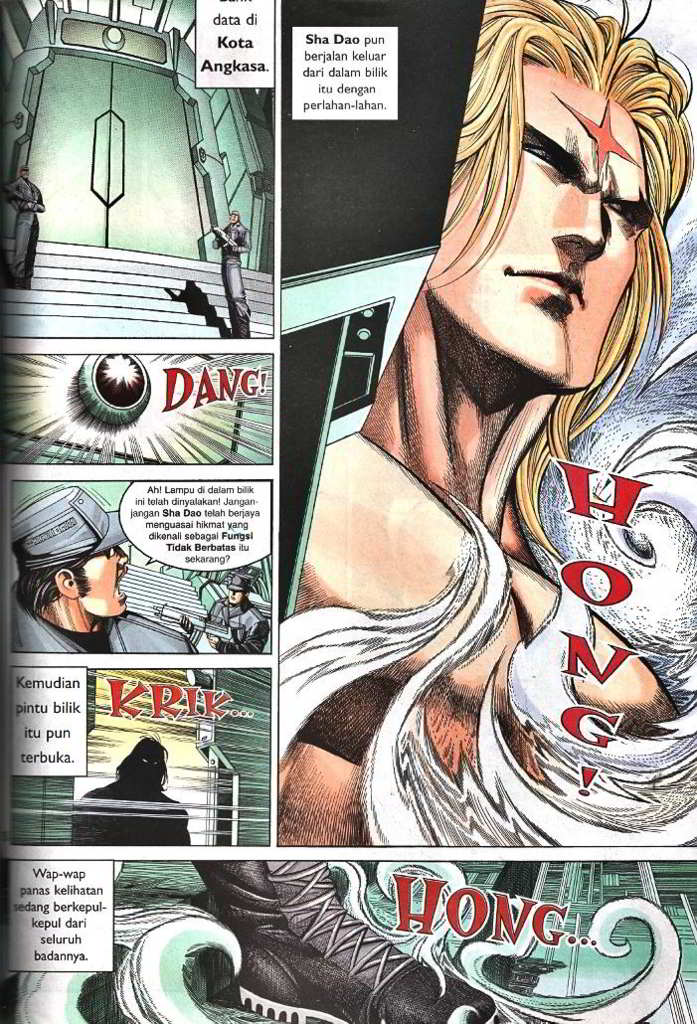 data di
Kota
Angkasa.
DANG!
Ah! Lampu di dalam bilik
ini telah dinyalakan! Jangan-
jangan Sha Dao telah berjaya
menguasai hikmat yang
dikenali sebagai Fungsi
Tidak Berbatas itu
sekarang?
Kemudian
pintu bilik
itu pun
terbuka.
KRIK...
Sha Dao pun
berjalan keluar
dari dalam bilik
itu dengan
perlahan-lahan.
HONG!
Wap-wap
panas kelihatan
sedang berkepul-
kepul dari
seluruh
badannya.
HONG...